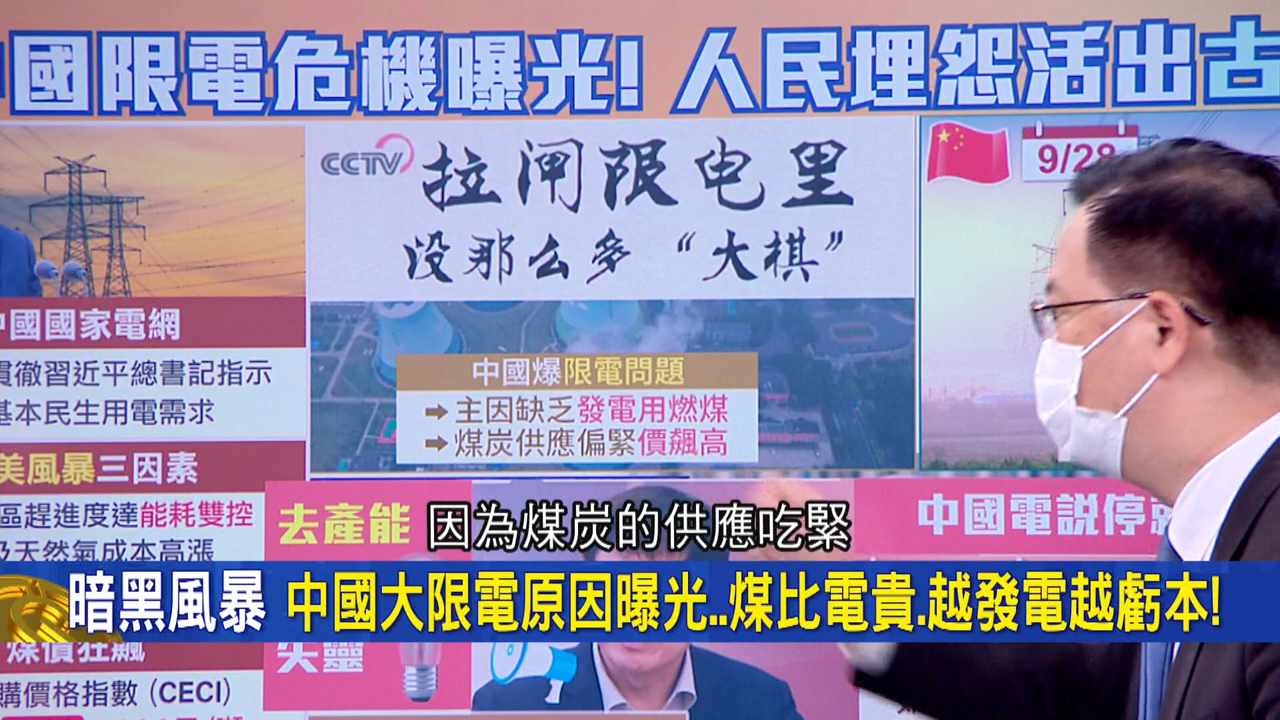 國限電危機曝光! 人民埋怨活出古
CCTV
拉闸限电里
没那么多“大棋”
9/28
中國國家電網
貫徹習近平總書記指示
基本民生用電需求
中國爆限電問題
➡主因缺乏發電用燃煤
➡煤炭供應偏緊價飆高
美風暴三因素
區趕進度達能耗雙控
及天然氣成本高漲
去產能
中國電說停
因為煤炭的供應吃緊
暗黑風暴 中國大限電原因曝光..煤比電貴.越發電越虧本!
煤價狂飆
失靈
購價格指數 (CECI)